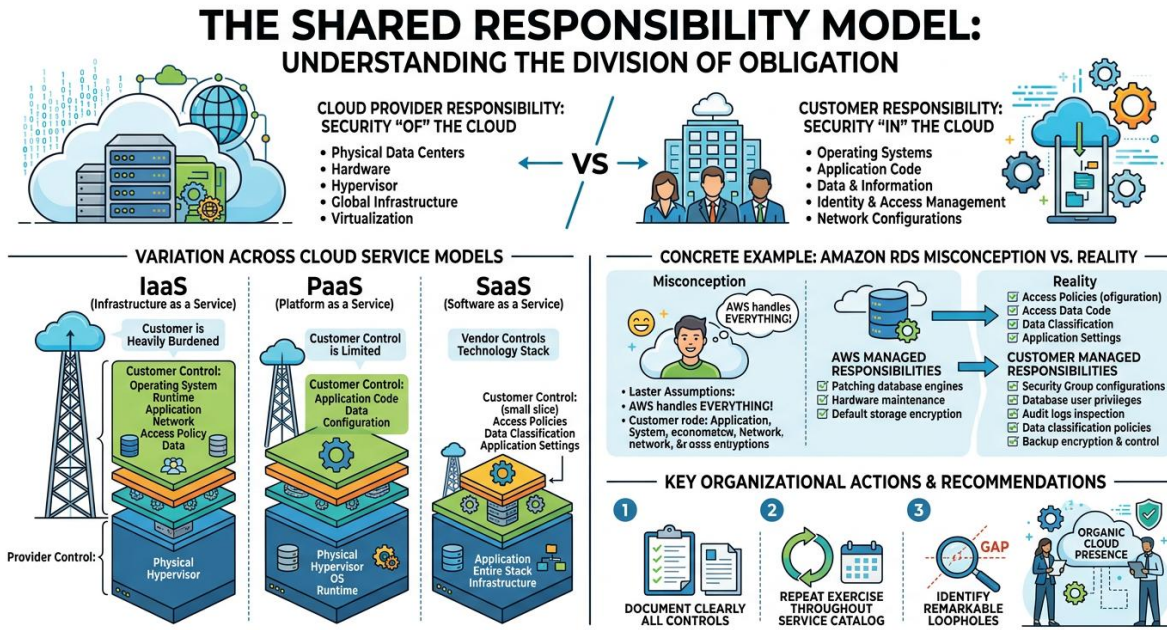 THE SHARED RESPONSIBILITY MODEL:
UNDERSTANDING THE DIVISION OF OBLIGATION
CLOUD PROVIDER RESPONSIBILITY:
SECURITY "OF" THE CLOUD
• Physical Data Centers
• Hardware
• Hypervisor
• Global Infrastructure
• Virtualization
VS
CUSTOMER RESPONSIBILITY:
SECURITY "IN" THE CLOUD
• Operating Systems
• Application Code
• Data & Information
• Identity & Access Management
• Network Configurations
VARIATION ACROSS CLOUD SERVICE MODELS
IaaS
(Infrastructure as a Service)
Customer is
Heavily Burdened
Customer Control:
Operating System
Runtime
Application
Network
Access Policy
Data
Provider Control:
Physical
Hypervisor
PaaS
(Platform as a Service)
Customer Control
is Limited
Customer Control:
Application Code
Data
Configuration
Physical
Hypervisor
OS
Runtime
SaaS
(Software as a Service)
Vendor Controls
Technology Stack
Customer Control:
(small slice)
Access Policies
Data Classification
Application Settings
Application
Entire Stack
Infrastructure
CONCRETE EXAMPLE: AMAZON RDS MISCONCEPTION VS. REALITY
Misconception
AWS handles
EVERYTHING!
• Laster Assumptions:
• AWS handles EVERYTHING!
• Customer rode: Application,
System, econometcw, Network,
network, & osss entyptions
AWS MANAGED
RESPONSIBILITIES
Patching database engines
Hardware maintenance
Default storage encryption
Reality
Access Policies (ofiguration)
Access Data Code
Data Classification
Application Settings
CUSTOMER MANAGED
RESPONSIBILITIES
Security Group configurations
Database user privileges
Audit logs inspection
Data classification policies
Backup encryption & control
KEY ORGANIZATIONAL ACTIONS & RECOMMENDATIONS
1
DOCUMENT CLEARLY
ALL CONTROLS
2
REPEAT EXERCISE
THROUGHOUT
SERVICE CATALOG
3
GAP
IDENTIFY
REMARKABLE
LOOPHOLES
ORGANIC
CLOUD
PRESENCE